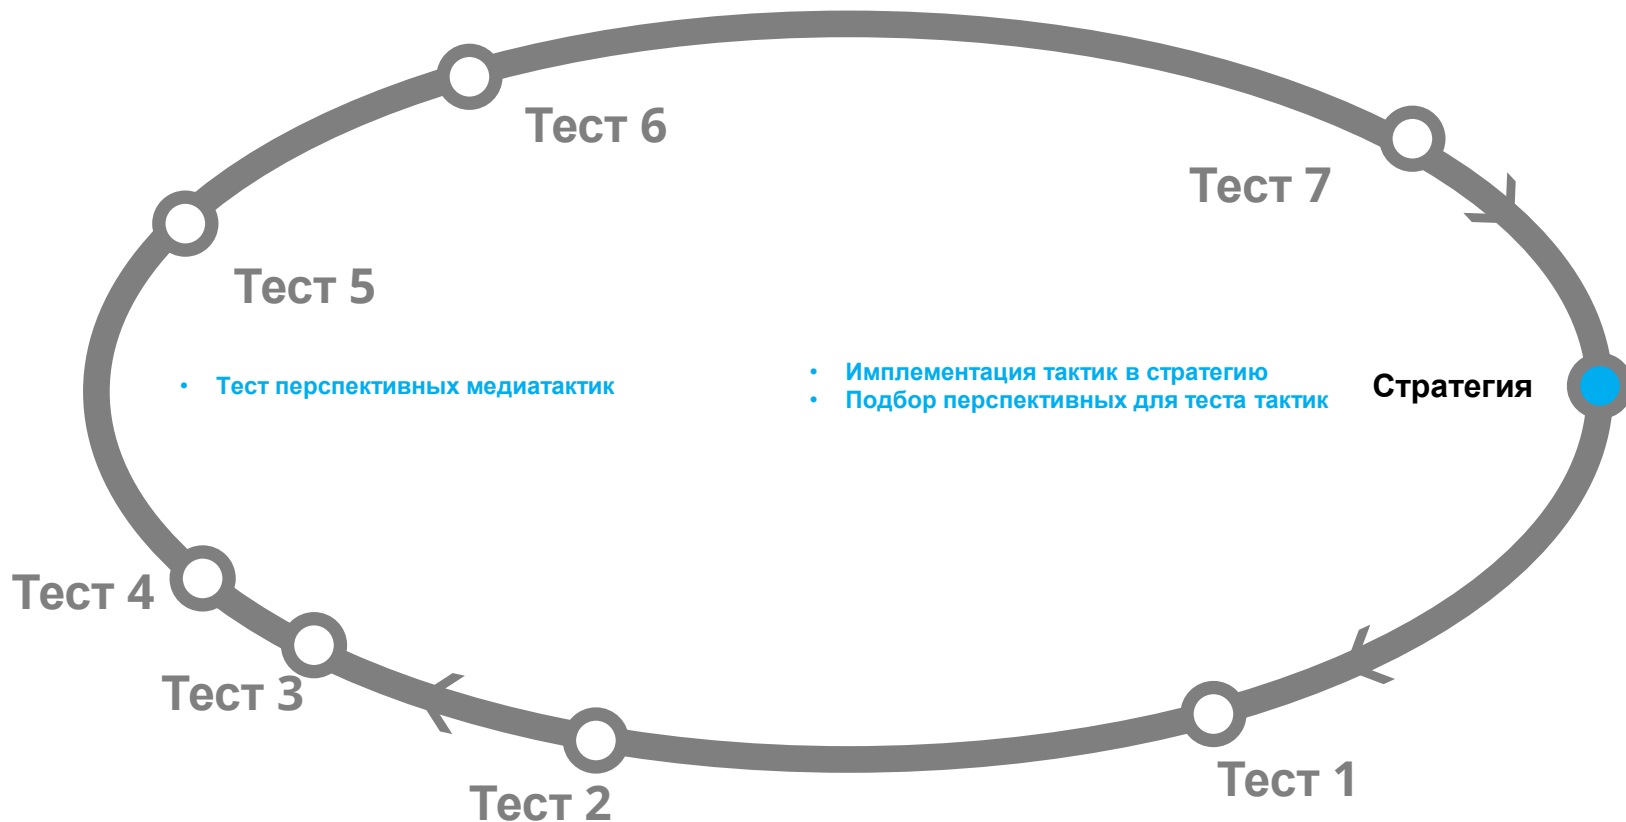 Тест 6
Тест 7
Тест 5
• Тест перспективных медиатактик
• Имплементация тактик в стратегию
• Подбор перспективных для теста тактик
Стратегия
Тест 4
Тест 3
Тест 2
Тест 1